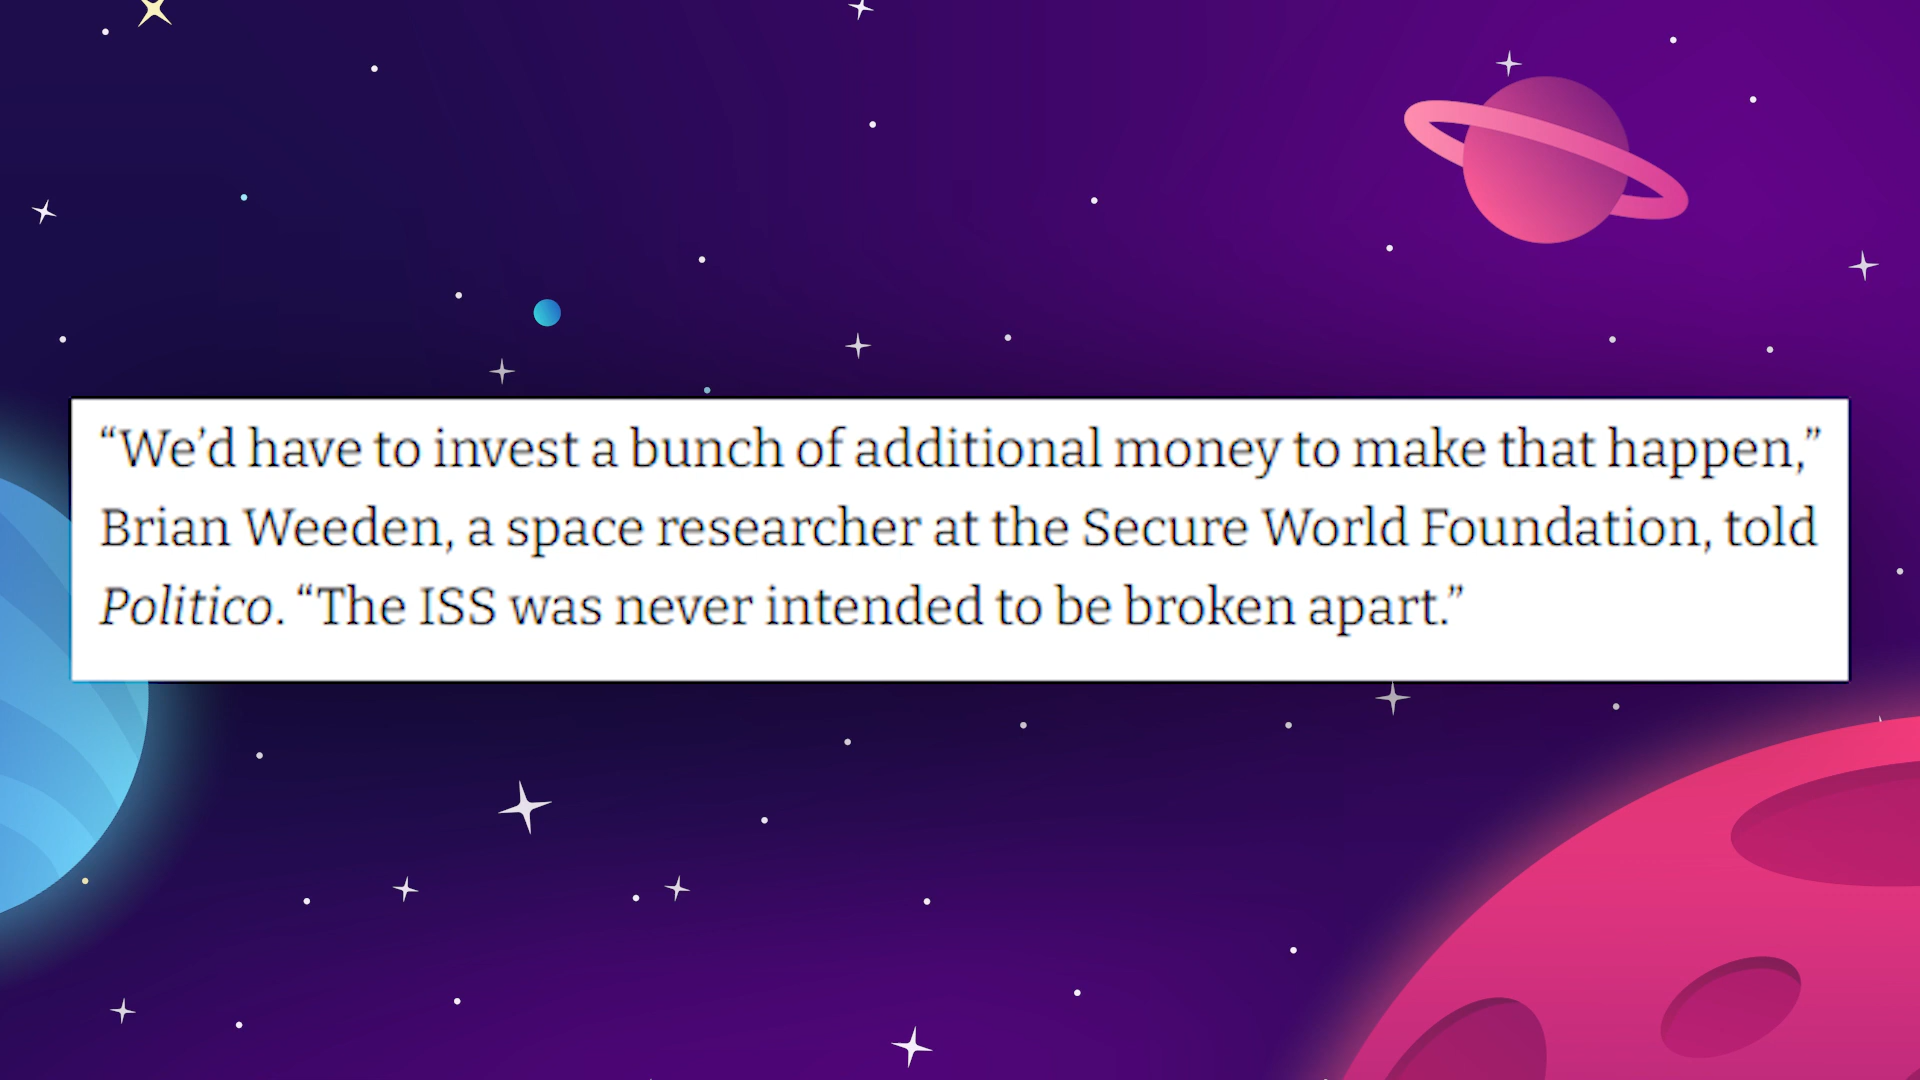 “We’d have to invest a bunch of additional money to make that happen,”
Brian Weeden, a space researcher at the Secure World Foundation, told
Politico. “The ISS was never intended to be broken apart.”